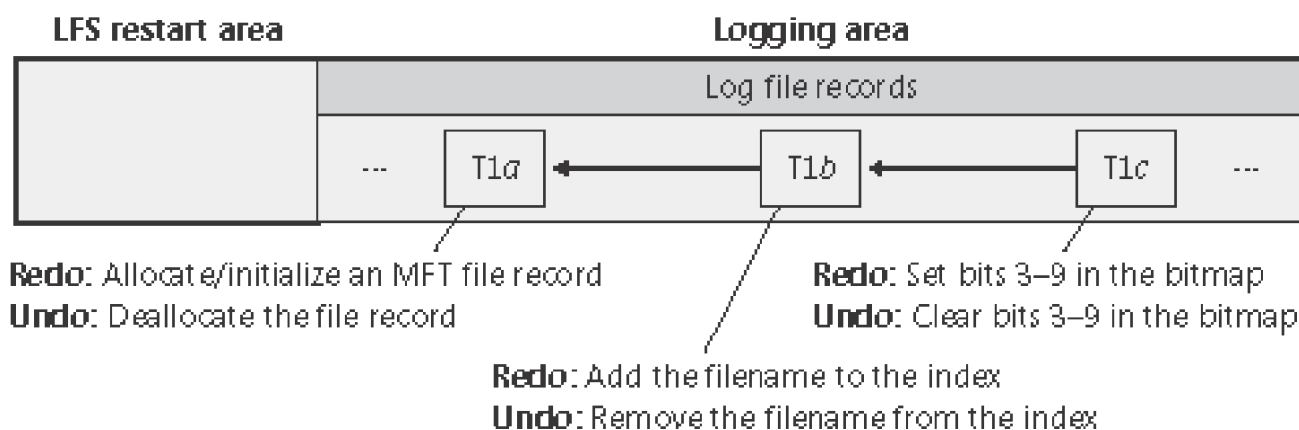 LFS restart area
Logging area
Log file records
---
T1a
T1b
T1c
---
Redo: Allocate/initialize an MFT file record
Undo: Deallocate the file record
Redo: Set bits 3–9 in the bitmap
Undo: Clear bits 3–9 in the bitmap
Redo: Add the filename to the index
Undo: Remove the filename from the index